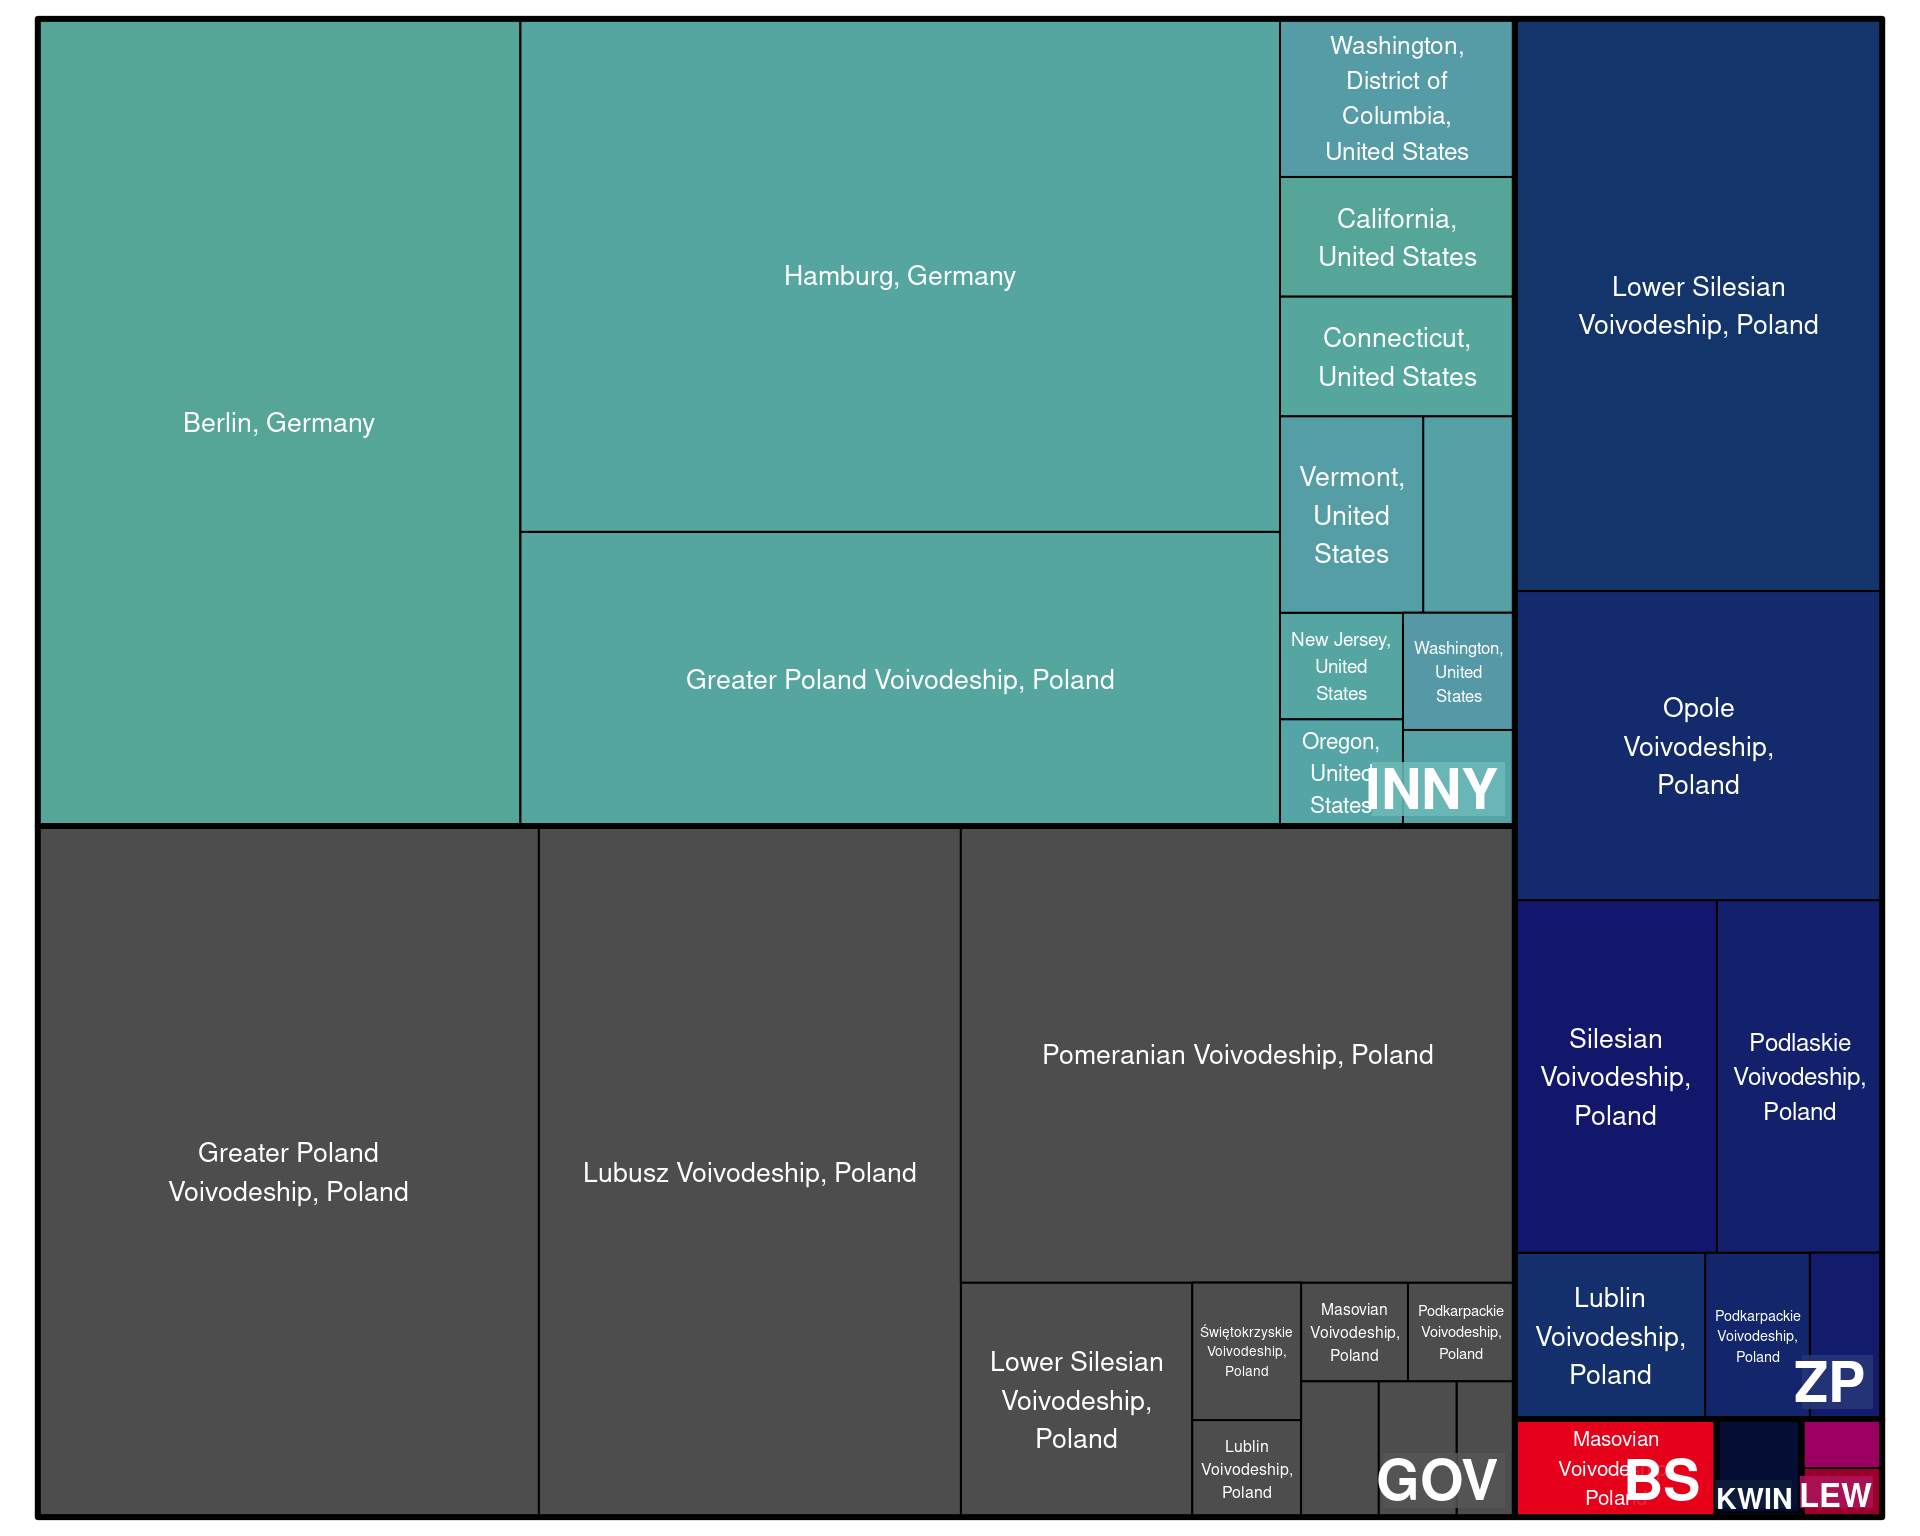 Berlin, Germany
Hamburg, Germany
Greater Poland Voivodeship, Poland
Washington,
District of
Columbia,
United States
California,
United States
Connecticut,
United States
Vermont,
United
States
New Jersey,
United
States
Washington,
United
States
Oregon,
United
States
INNY
Greater Poland
Voivodeship, Poland
Lubusz Voivodeship, Poland
Pomeranian Voivodeship, Poland
Lower Silesian
Voivodeship,
Poland
Świętokrzyskie
Voivodeship,
Poland
Lublin
Voivodeship,
Poland
Masovian
Voivodeship,
Poland
Podkarpackie
Voivodeship,
Poland
GOV
Lower Silesian
Voivodeship, Poland
Opole
Voivodeship,
Poland
Silesian
Voivodeship,
Poland
Podlaskie
Voivodeship,
Poland
Lublin
Voivodeship,
Poland
Podkarpackie
Voivodeship,
Poland
ZP
Masovian
Voivodeship,
Poland
BS
KWIN
LEW